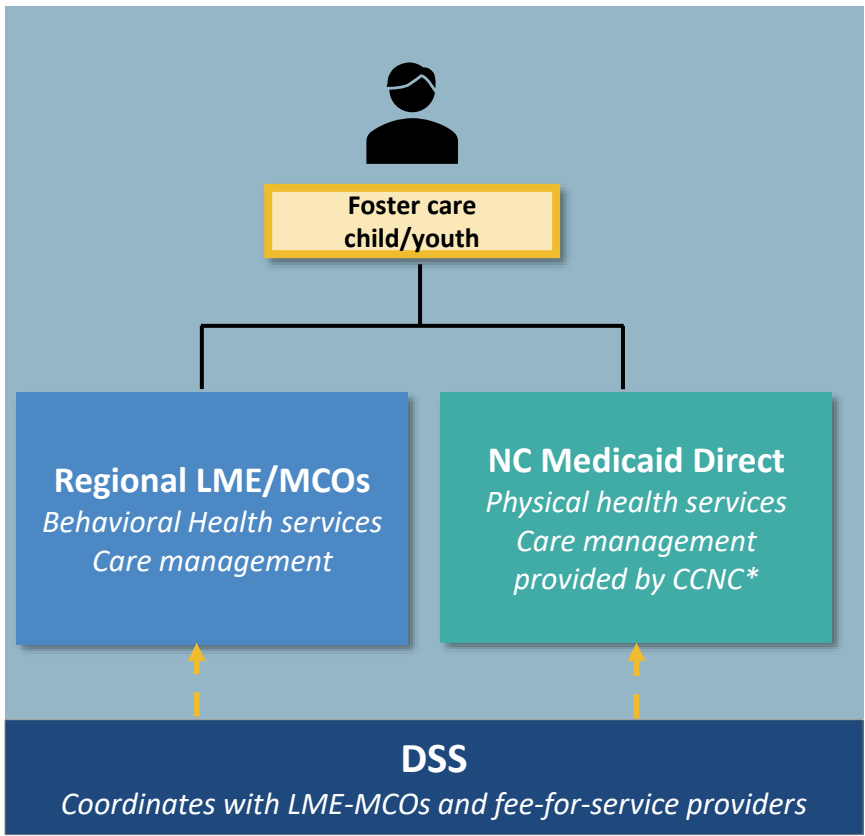 Foster care
child/youth
Regional LME/MCOs
Behavioral Health services
Care management
NC Medicaid Direct
Physical health services
Care management
provided by CCNC*
DSS
Coordinates with LME-MCOs and fee-for-service providers